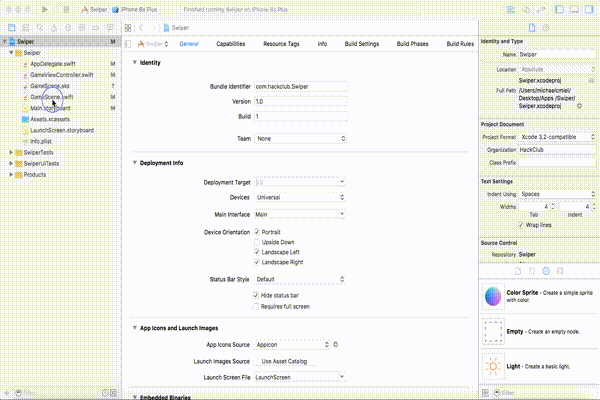 Swiper
iPhone 6s Plus
Finished running Swiper on iPhone 6s Plus
Swiper
Swiper
AppDelegate.swift M
GameViewController.swift M
GameScene.sks ?
GameScene.swift M
Main.storyboard M
Assets.xcassets
LaunchScreen.storyboard
Info.plist
SwiperTests
SwiperUITests
Products
Filter
Swiper
Swiper General Capabilities Resource Tags Info Build Settings Build Phases Build Rules
Identity
Bundle Identifier com.hackclub.Swiper
Version 1.0
Build 1
Team None
Deployment Info
Deployment Target
Devices Universal
Main Interface Main
Device Orientation Portrait
Upside Down
Landscape Left
Landscape Right
Status Bar Style Default
Hide status bar
Requires full screen
App Icons and Launch Images
App Icons Source AppIcon
Launch Images Source Use Asset Catalog
Launch Screen File LaunchScreen
Embedded Binaries
Identity and Type
Name Swiper
Location Absolute
Swiper.xcodeproj
Full Path /Users/michaelcmiel/
Desktop/Apps /Swiper/
Swiper.xcodeproj
Project Document
Project Format Xcode 3.2-compatible
Organization HackClub
Class Prefix
Text Settings
Indent Using Spaces
Widths 4 4
Tab Indent
Wrap lines
Source Control
Repository Swiper
Color Sprite - Create a simple sprite
with color.
Empty - Create an empty node.
Light - Create a basic light.
Filter